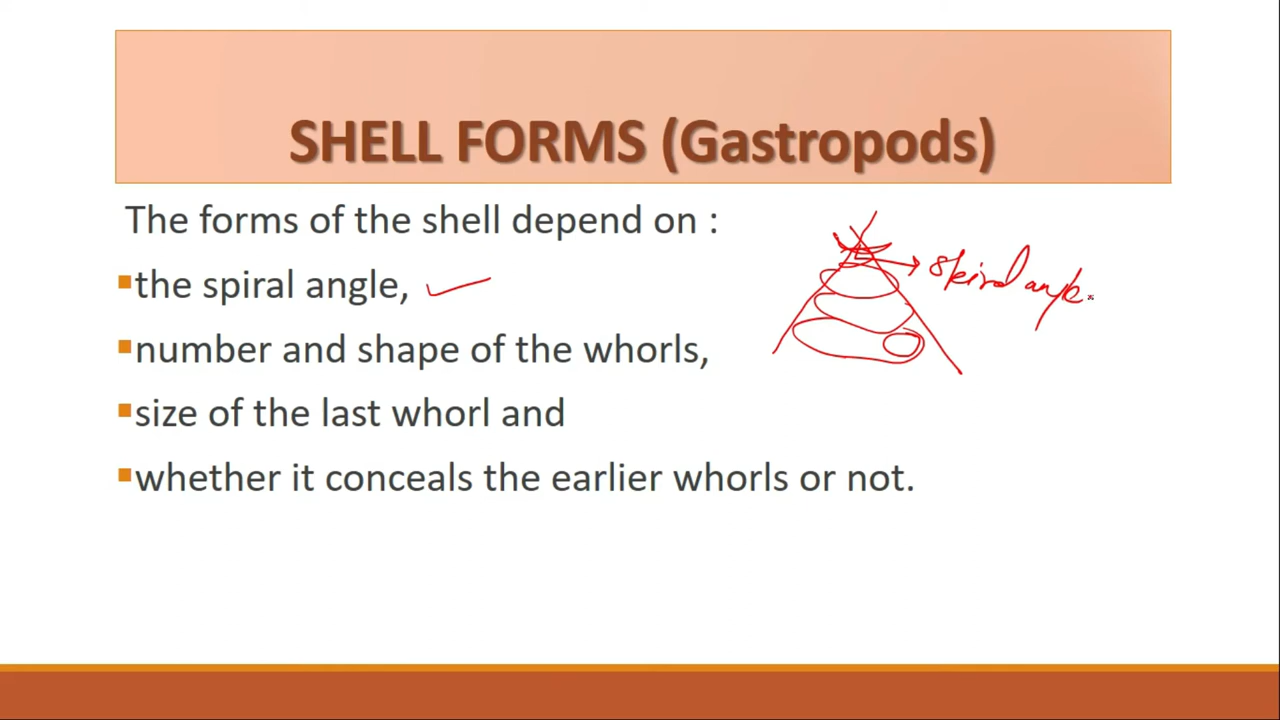 SHELL FORMS (Gastropods)
The forms of the shell depend on :
▪the spiral angle,
spiral angle
▪number and shape of the whorls,
▪size of the last whorl and
▪whether it conceals the earlier whorls or not.